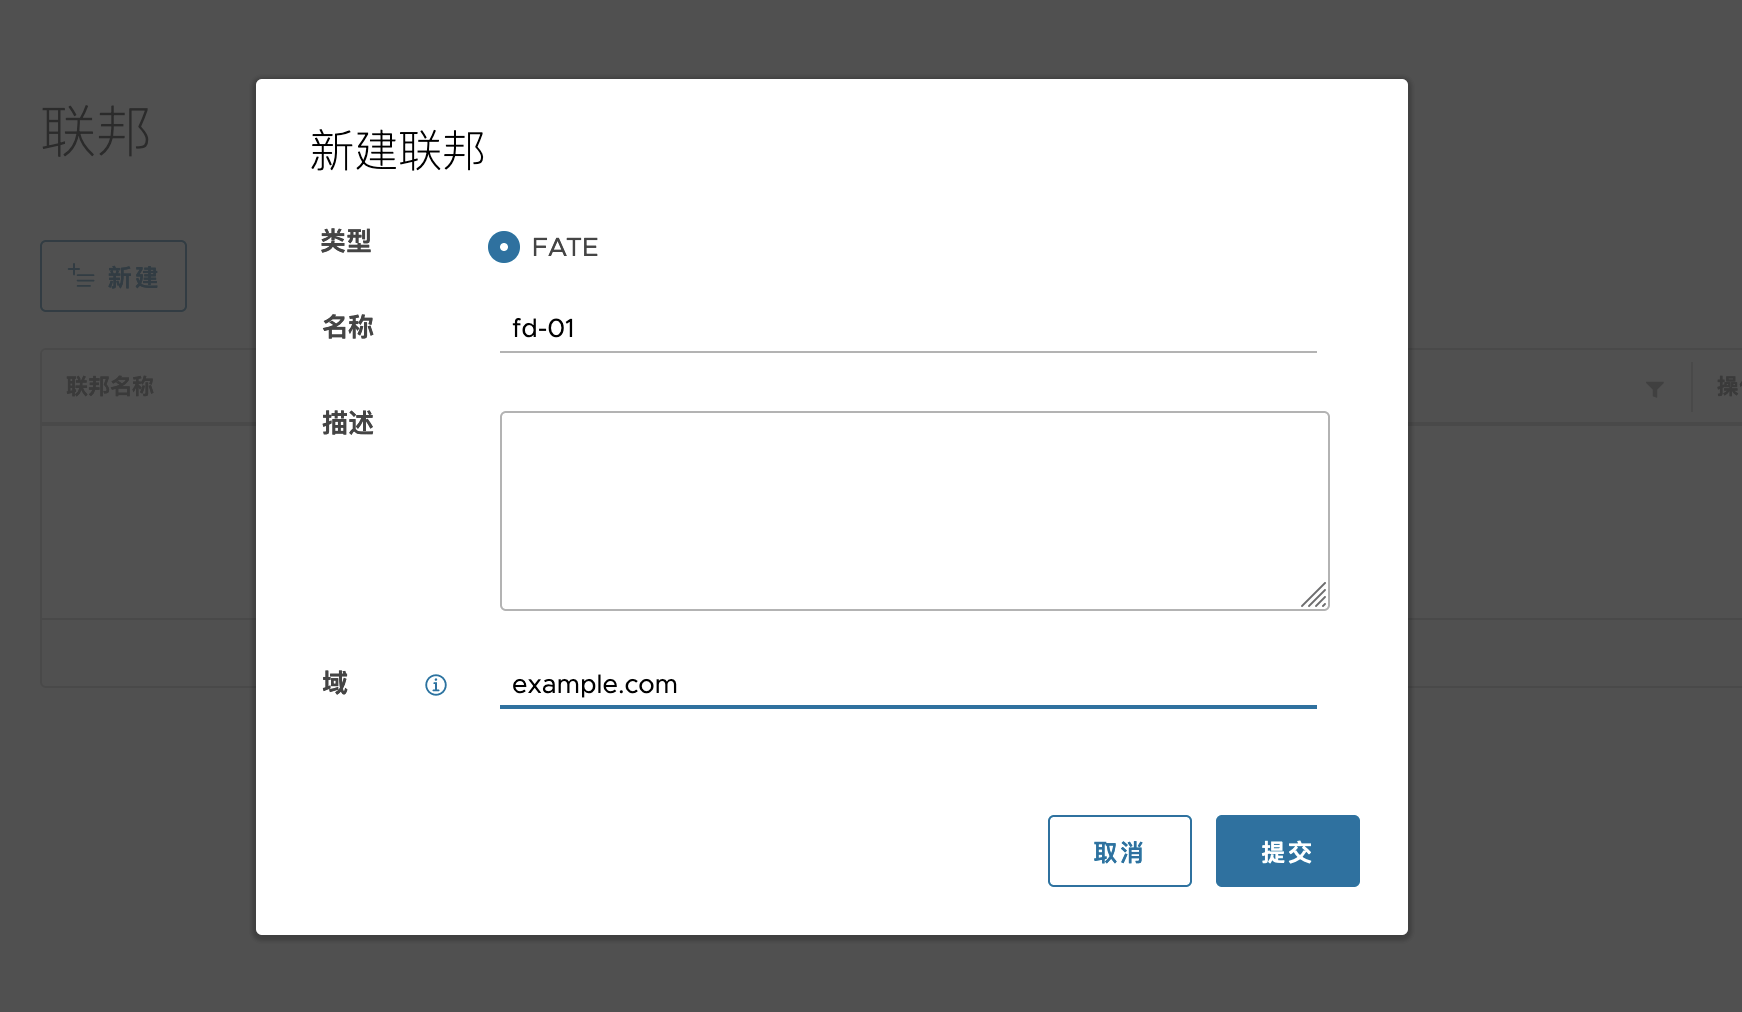 联邦
新建
联邦名称
操
新建联邦
类型
FATE
名称
fd-01
描述
域
example.com
取消
提交